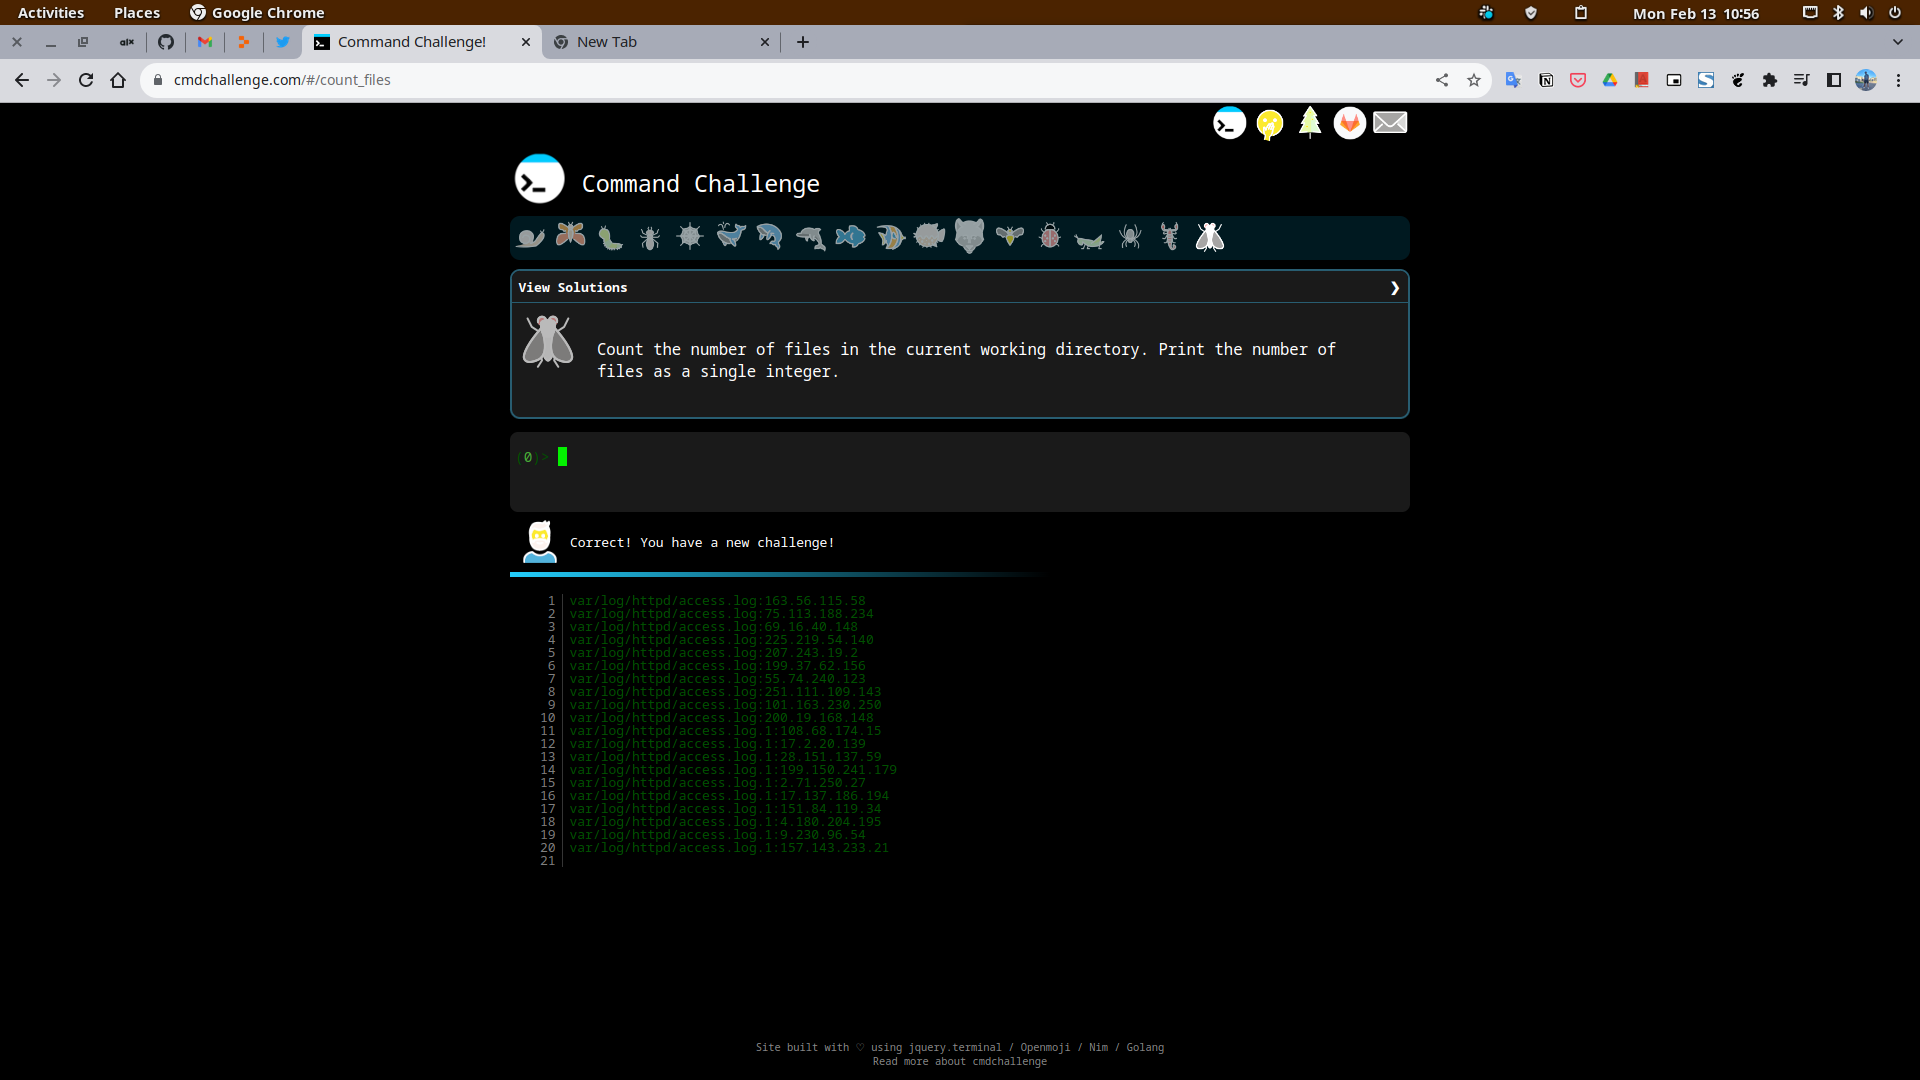 Activities Places Google Chrome Mon Feb 13 10:56
alx Command Challenge! New Tab
cmdchallenge.com/#/count_files
Command Challenge
View Solutions
Count the number of files in the current working directory. Print the number of
files as a single integer.
(0)>
Correct! You have a new challenge!
1 var/log/httpd/access.log:163.56.115.58
2 var/log/httpd/access.log:75.113.188.234
3 var/log/httpd/access.log:69.16.40.148
4 var/log/httpd/access.log:225.219.54.140
5 var/log/httpd/access.log:207.243.19.2
6 var/log/httpd/access.log:199.37.62.156
7 var/log/httpd/access.log:55.74.240.123
8 var/log/httpd/access.log:251.111.109.143
9 var/log/httpd/access.log:101.163.230.250
10 var/log/httpd/access.log:200.19.168.148
11 var/log/httpd/access.log.1:108.68.174.15
12 var/log/httpd/access.log.1:17.2.20.139
13 var/log/httpd/access.log.1:28.151.137.59
14 var/log/httpd/access.log.1:199.150.241.179
15 var/log/httpd/access.log.1:2.71.250.27
16 var/log/httpd/access.log.1:17.137.186.194
17 var/log/httpd/access.log.1:151.84.119.34
18 var/log/httpd/access.log.1:4.180.204.195
19 var/log/httpd/access.log.1:9.230.96.54
20 var/log/httpd/access.log.1:157.143.233.21
21
Site built with ♡ using jquery.terminal / Openmoji / Nim / Golang
Read more about cmdchallenge